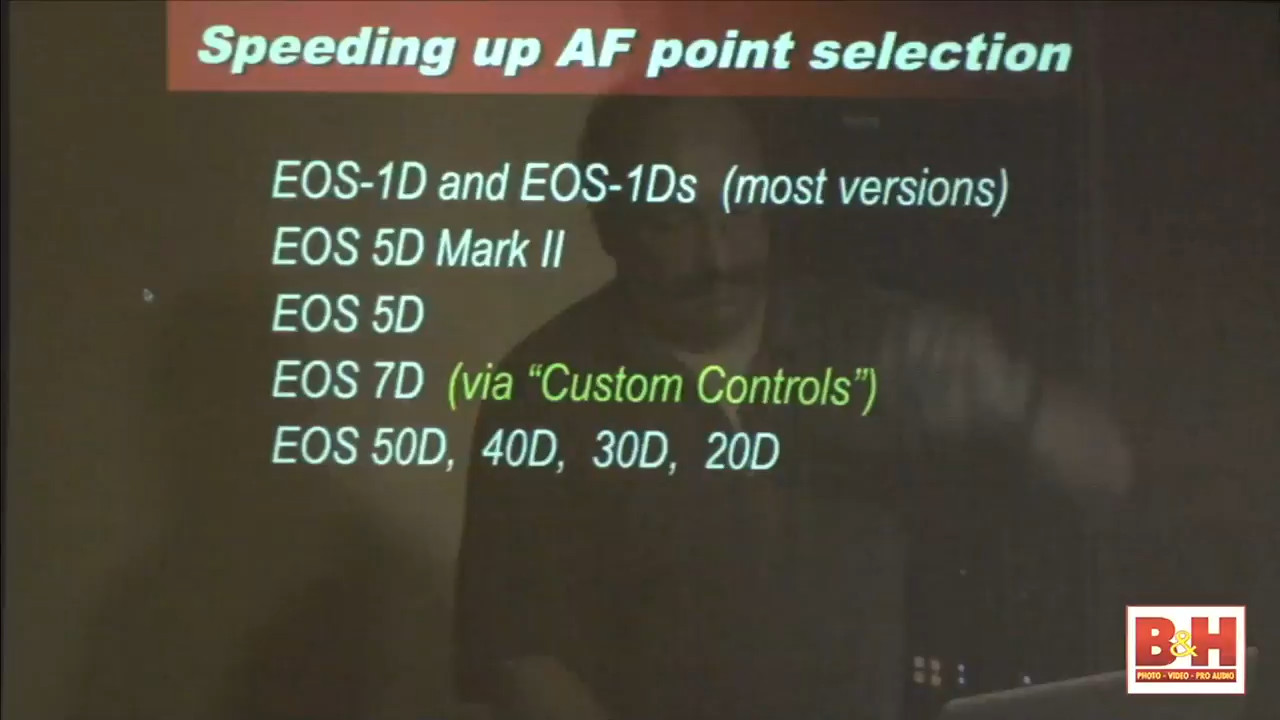 Speeding up AF point selection
EOS-1D and EOS-1Ds (most versions)
EOS 5D Mark II
EOS 5D
EOS 7D (via “Custom Controls”)
EOS 50D, 40D, 30D, 20D
B&H
PHOTO - VIDEO - PRO AUDIO